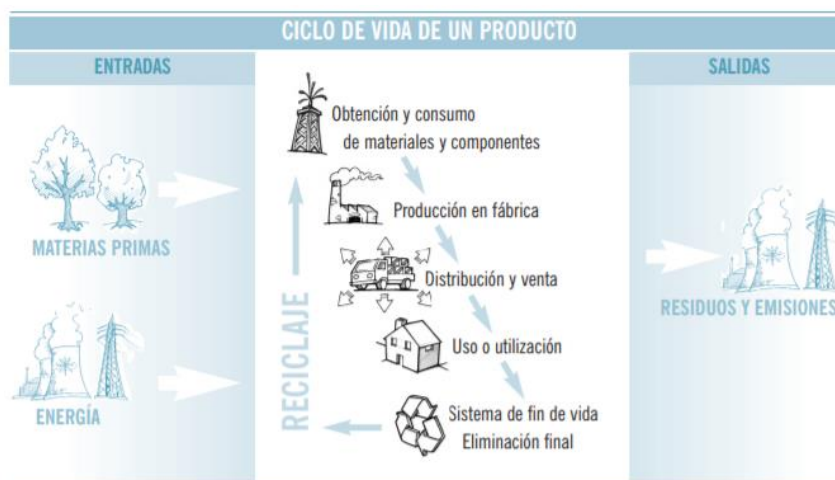 CICLO DE VIDA DE UN PRODUCTO
ENTRADAS
SALIDAS
Obtención y consumo
de materiales y componentes
Producción en fábrica
MATERIAS PRIMAS
Distribución y venta
RESIDUOS Y EMISIONES
Uso o utilización
RECICLAJE
ENERGÍA
Sistema de fin de vida
Eliminación final